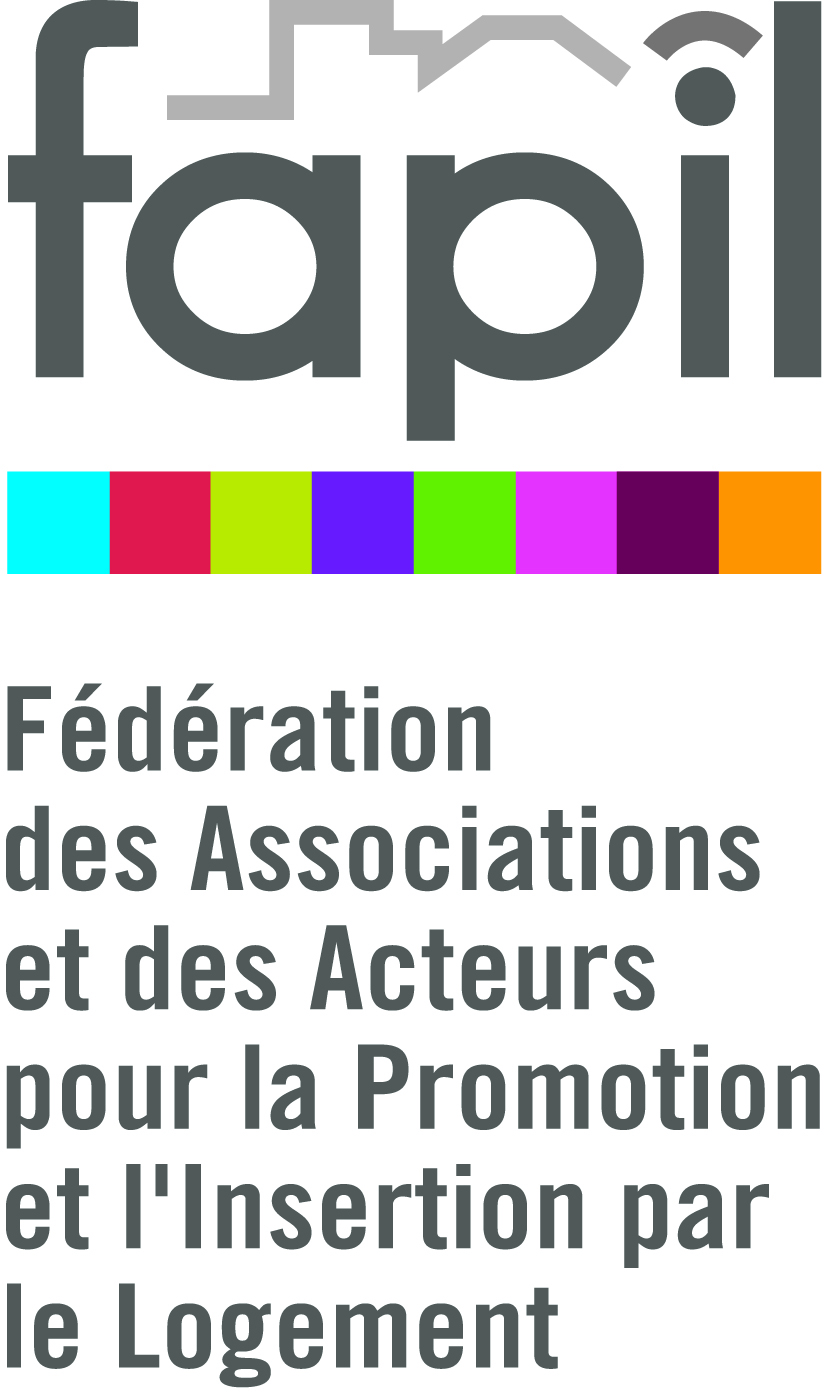 fapil
Fédération
des Associations
et des Acteurs
pour la Promotion
et l'Insertion par
le Logement